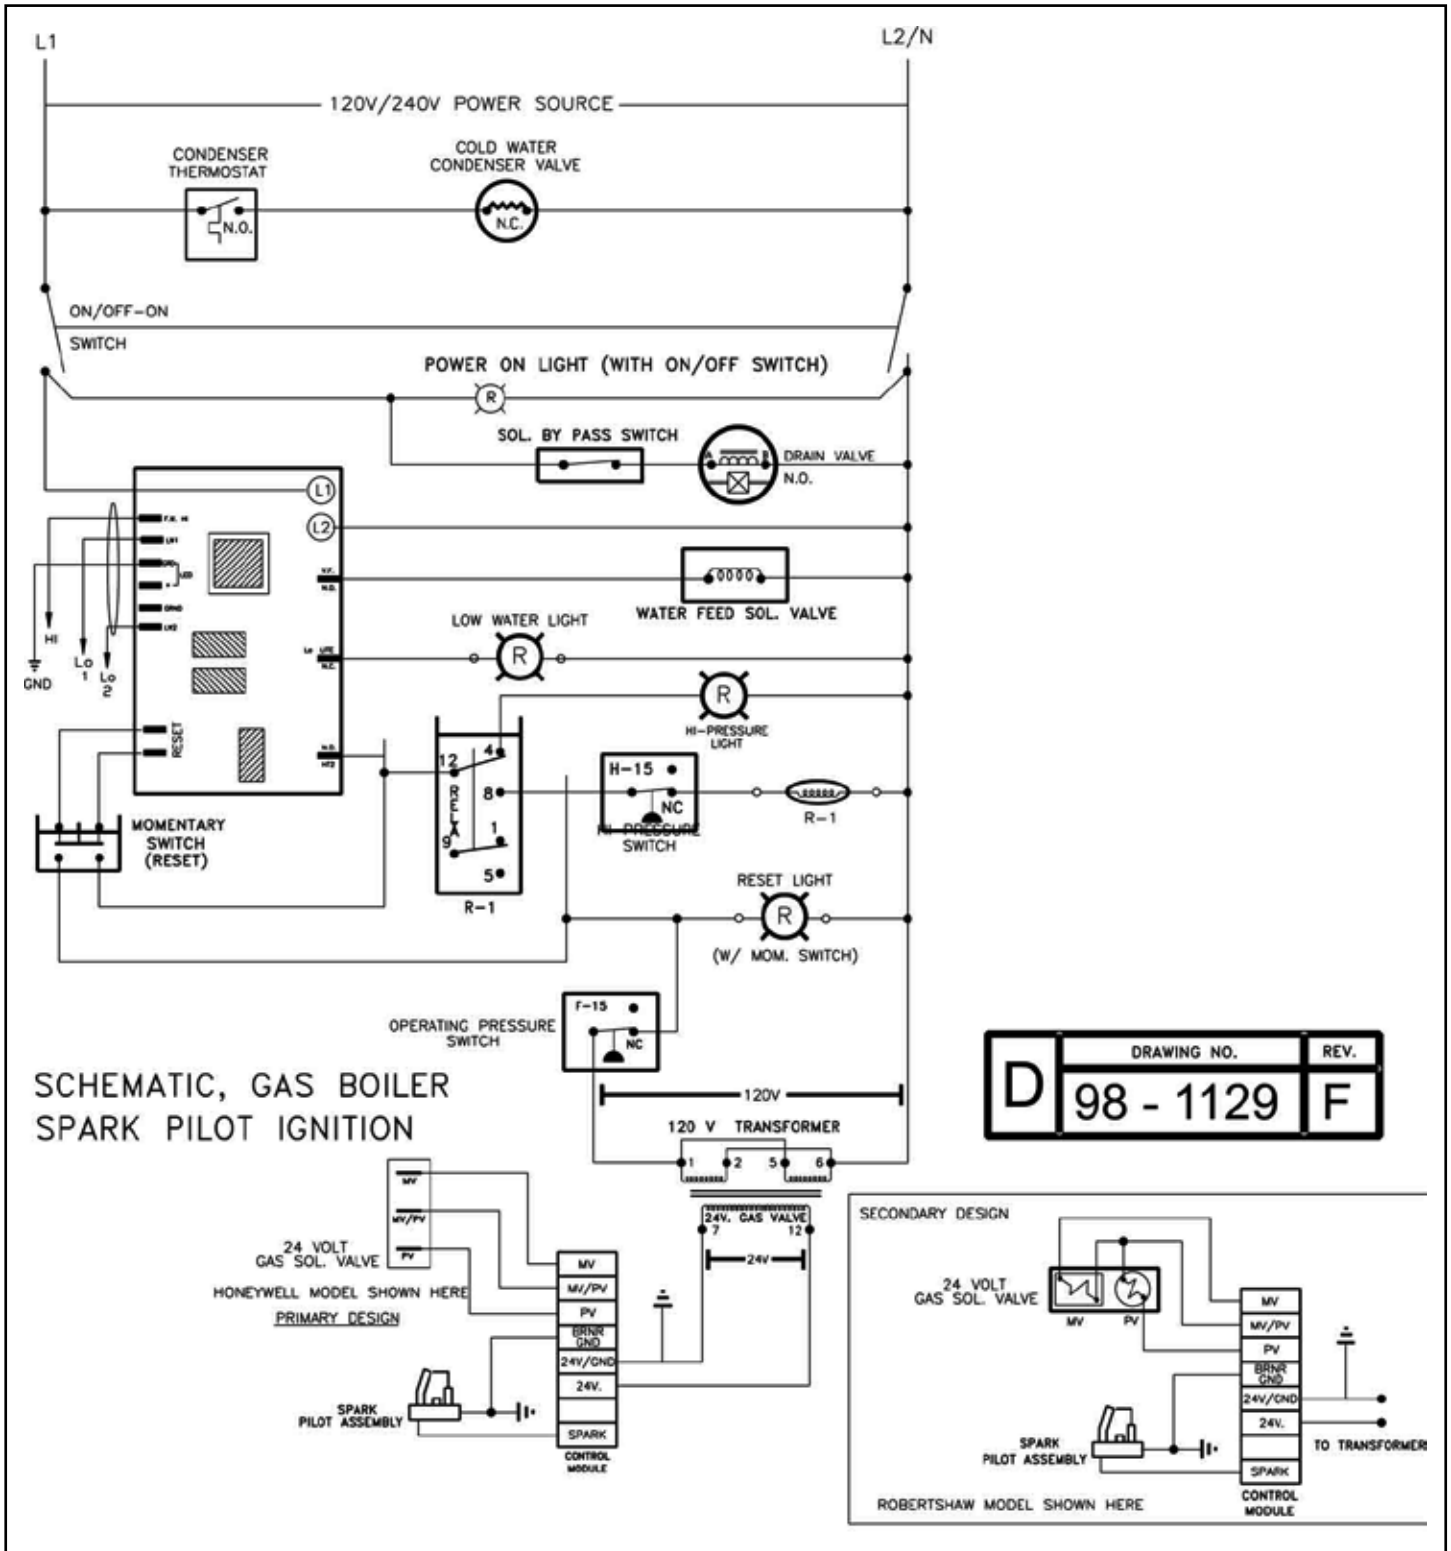 L1
L2/N
120V/240V POWER SOURCE
CONDENSER
THERMOSTAT
N.O.
COLD WATER
CONDENSER VALVE
N.C.
ON/OFF-ON
SWITCH
POWER ON LIGHT (WITH ON/OFF SWITCH)
R
SOL. BY PASS SWITCH
A
B
DRAIN VALVE
N.O.
L1
L2
LED
GRND
N.O.
WATER FEED SOL. VALVE
HI
Lo
1
Lo
2
GND
LOW WATER LIGHT
R
N.C.
R
HI-PRESSURE
LIGHT
RESET
N.O.
12
4
8
RELAY
1
9
5
R-1
H-15
NC
HI PRESSURE
SWITCH
R-1
MOMENTARY
SWITCH
(RESET)
RESET LIGHT
R
(W/ MOM. SWITCH)
F-15
NC
OPERATING PRESSURE
SWITCH
SCHEMATIC, GAS BOILER
SPARK PILOT IGNITION
120V
120 V TRANSFORMER
1
2
5
6
24V. GAS VALVE
7
12
24V
D
DRAWING NO.
98 - 1129
REV.
F
MV
MV/PV
PV
24 VOLT
GAS SOL. VALVE
HONEYWELL MODEL SHOWN HERE
PRIMARY DESIGN
MV
MV/PV
PV
BRNR
GND
24V/GND
24V.
SPARK
CONTROL
MODULE
SPARK
PILOT ASSEMBLY
SECONDARY DESIGN
24 VOLT
GAS SOL. VALVE
MV
PV
MV
MV/PV
PV
BRNR
GND
24V/GND
24V.
SPARK
TO TRANSFORMER
SPARK
PILOT ASSEMBLY
CONTROL
MODULE
ROBERTSHAW MODEL SHOWN HERE